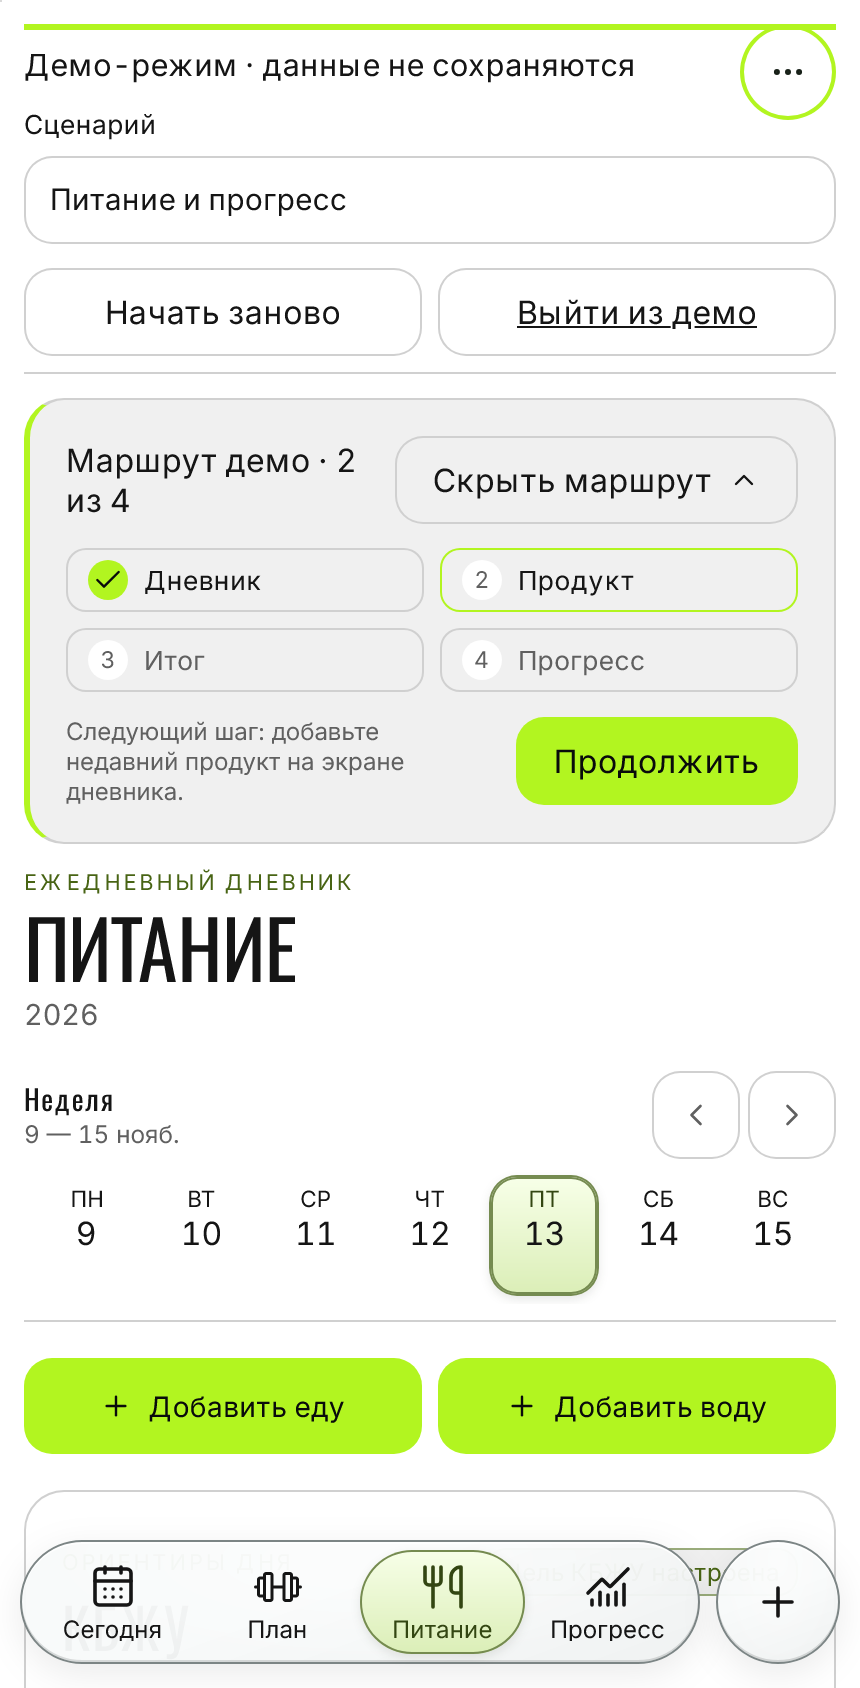 Демо-режим · данные не сохраняются
Сценарий
Питание и прогресс
Начать заново
Выйти из демо
Маршрут демо · 2
из 4
Скрыть маршрут
Дневник
2 Продукт
3 Итог
4 Прогресс
Следующий шаг: добавьте
недавний продукт на экране
дневника.
Продолжить
ЕЖЕДНЕВНЫЙ ДНЕВНИК
ПИТАНИЕ
2026
Неделя
9 — 15 нояб.
ПН ВТ СР ЧТ ПТ СБ ВС
9 10 11 12 13 14 15
+ Добавить еду
+ Добавить воду
ОРИЕНТИРЫ ДНЯ
КБЖУ
Сегодня
План
Питание
Прогресс